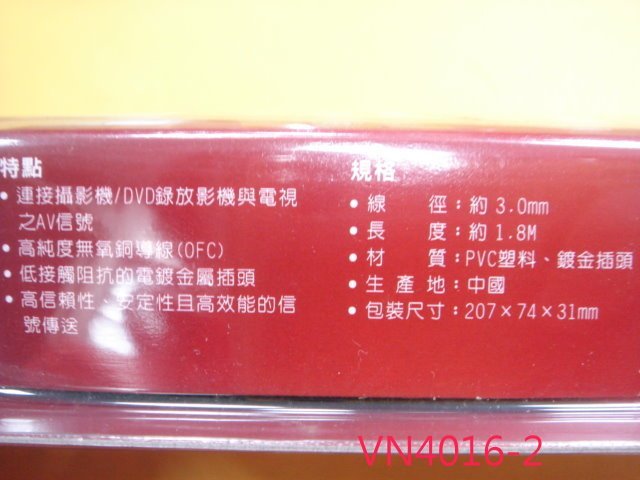 特點
• 連接攝影機/DVD錄放影機與電視
之AV信號
• 高純度無氧銅導線(OFC)
• 低接觸阻抗的電鍍金屬插頭
• 高信賴性、安定性且高效能的信
號傳送
規格
• 線 徑：約 3.0mm
• 長 度：約 1.8M
• 材 質：PVC塑料、鍍金插頭
• 生 產 地：中國
• 包裝尺寸：207×74×31mm
VN4016-2